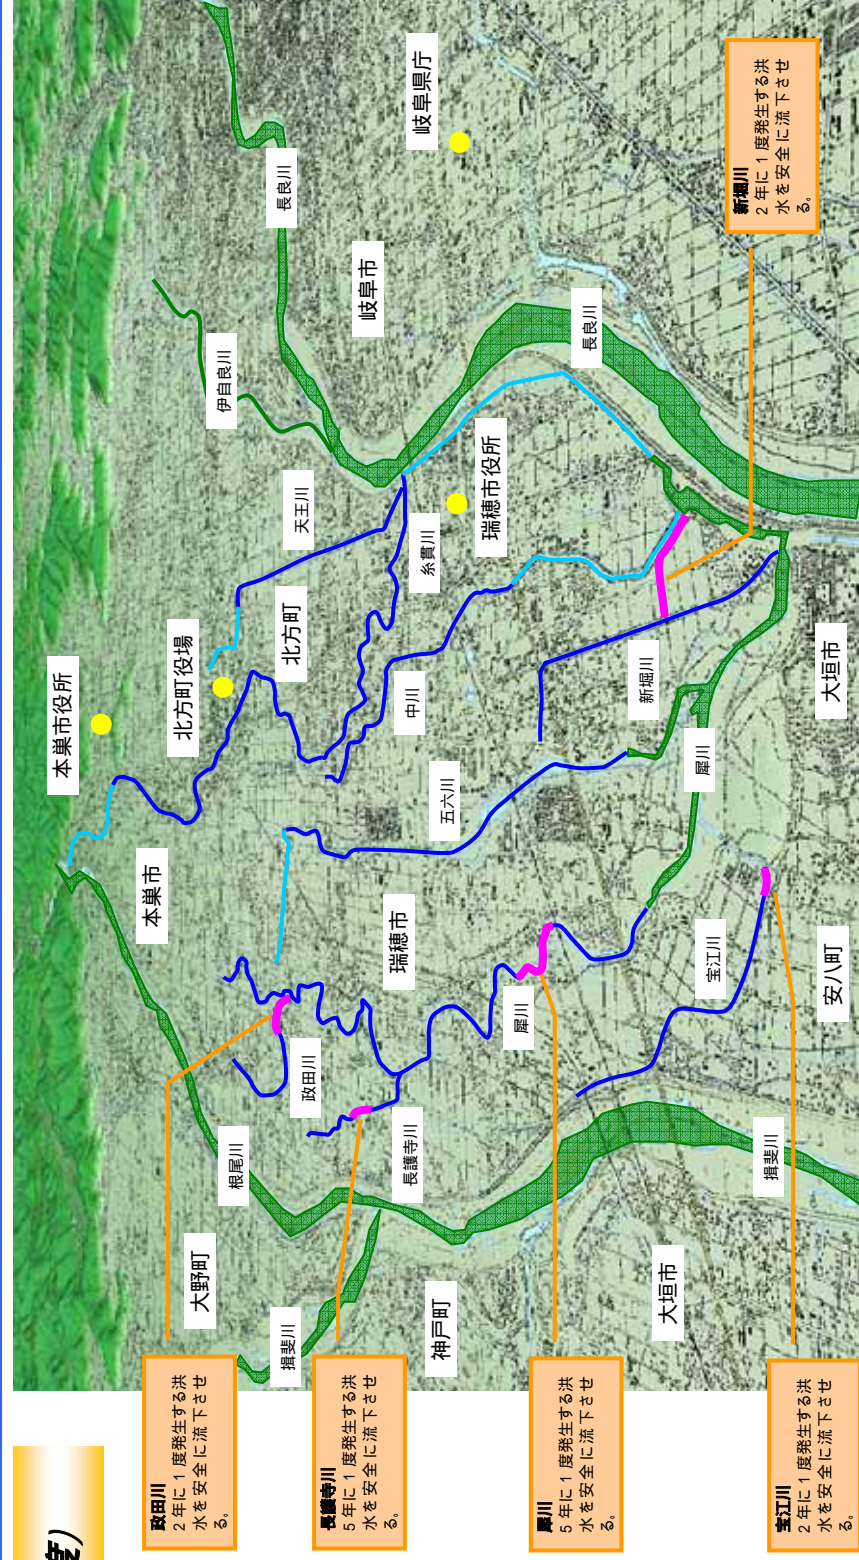 本巣市役所
本巣市
政田川
2年に1度発生する洪
水を安全に流下させ
る。
北方町役場
大野町
伊自良川
根尾川
揖斐川
長良川
北方町
天王川
政田川
長護寺川
5年に1度発生する洪
水を安全に流下させ
る。
岐阜市
瑞穂市
長護寺川
中川
岐阜県庁
糸貫川
神戸町
五六川
瑞穂市役所
犀川
犀川
5年に1度発生する洪
水を安全に流下させ
る。
長良川
新堀川
大垣市
犀川
宝江川
新堀川
2年に1度発生する洪
水を安全に流下させ
る。
揖斐川
宝江川
2年に1度発生する洪
水を安全に流下させ
る。
安八町
大垣市